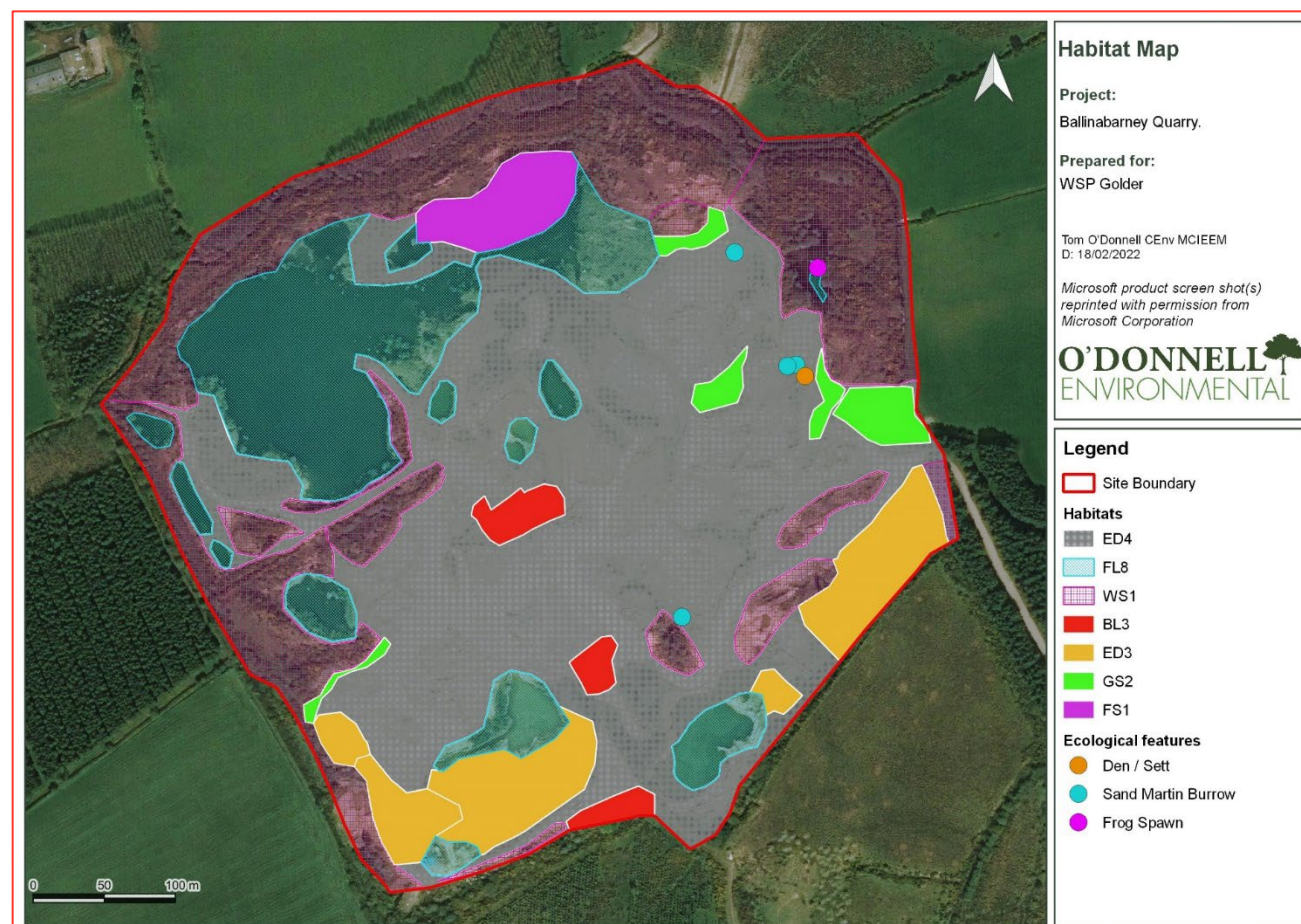 Habitat Map
Project:
Ballinabarney Quarry.
Prepared for:
WSP Golder
Tom O'Donnell CEnv MCIEEM
D: 18/02/2022
Microsoft product screen shot(s)
reprinted with permission from
Microsoft Corporation
O'DONNELL
ENVIRONMENTAL
Legend
Site Boundary
Habitats
ED4
FL8
WS1
BL3
ED3
GS2
FS1
Ecological features
Den / Sett
Sand Martin Burrow
Frog Spawn
0 50 100 m